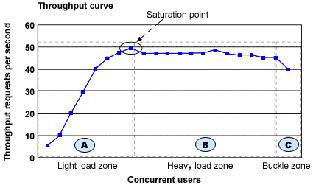 Throughput curve
Saturation point
Throughput requests per second
60
50
40
30
20
10
0
A
B
C
Light load zone
Heavy load zone
Buckle zone
Concurrent users